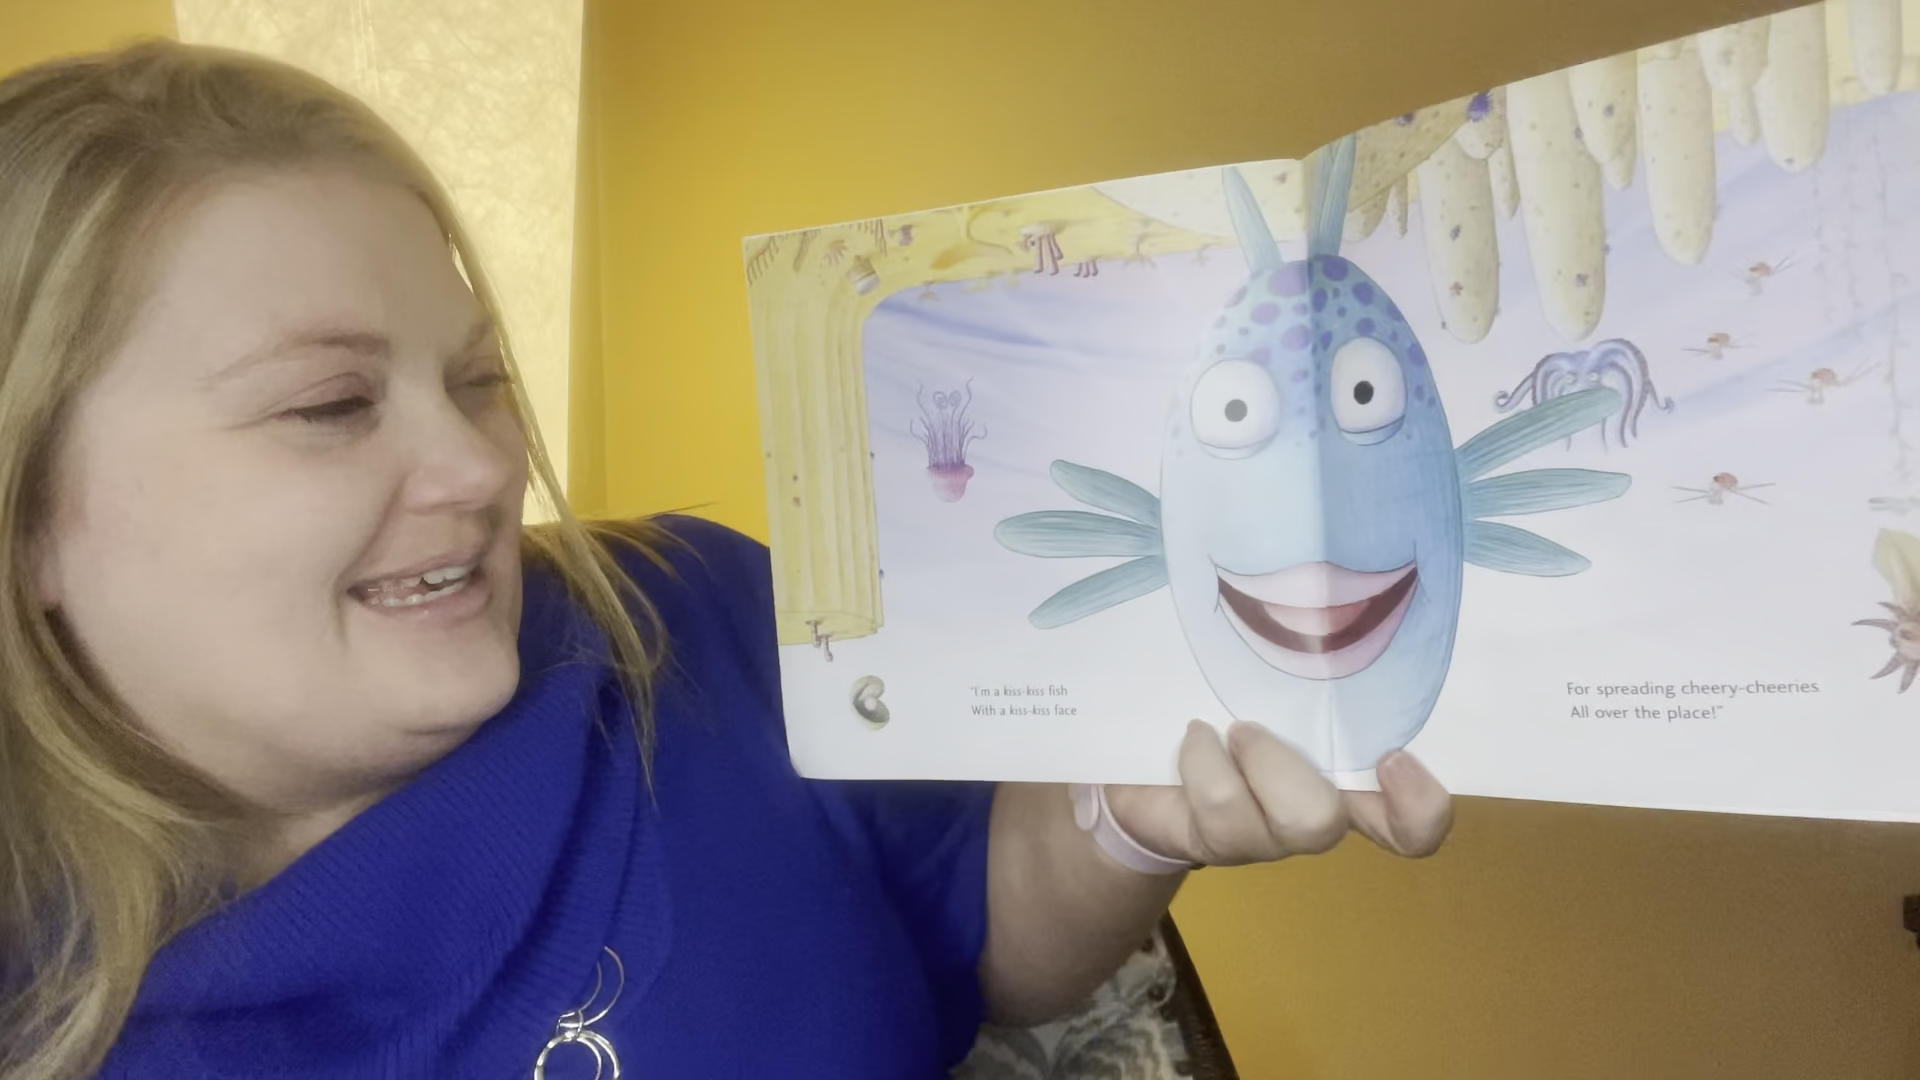 "I'm a kiss-kiss fish
With a kiss-kiss face
For spreading cheery-cheeries
All over the place!"